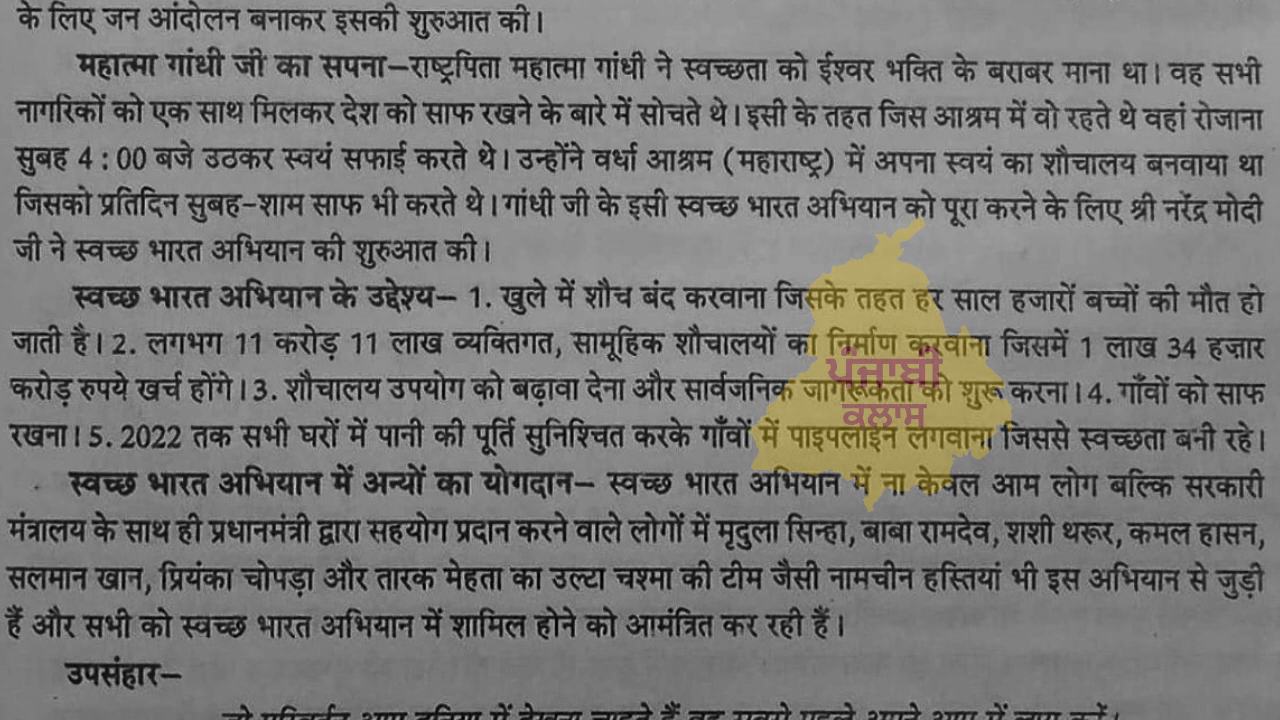 के लिए जन आंदोलन बनाकर इसकी शुरुआत की।
महात्मा गांधी जी का सपना–राष्ट्रपिता महात्मा गांधी ने स्वच्छता को ईश्वर भक्ति के बराबर माना था। वह सभी
नागरिकों को एक साथ मिलकर देश को साफ रखने के बारे में सोचते थे। इसी के तहत जिस आश्रम में वो रहते थे वहां रोजाना
सुबह 4 : 00 बजे उठकर स्वयं सफाई करते थे। उन्होंने वर्धा आश्रम (महाराष्ट्र) में अपना स्वयं का शौचालय बनवाया था
जिसको प्रतिदिन सुबह-शाम साफ भी करते थे। गांधी जी के इसी स्वच्छ भारत अभियान को पूरा करने के लिए श्री नरेंद्र मोदी
जी ने स्वच्छ भारत अभियान की शुरुआत की।
स्वच्छ भारत अभियान के उद्देश्य– 1. खुले में शौच बंद करवाना जिसके तहत हर साल हजारों बच्चों की मौत हो
जाती है। 2. लगभग 11 करोड़ 11 लाख व्यक्तिगत, सामूहिक शौचालयों का निर्माण करवाना जिसमें 1 लाख 34 हज़ार
करोड़ रुपये खर्च होंगे। 3. शौचालय उपयोग को बढ़ावा देना और सार्वजनिक जागरूकता को शुरू करना। 4. गाँवों को साफ
रखना। 5. 2022 तक सभी घरों में पानी की पूर्ति सुनिश्चित करके गाँवों में पाइपलाइन लगवाना जिससे स्वच्छता बनी रहे।
ਪੰਜਾਬੀ
ਕਲਾਸ
स्वच्छ भारत अभियान में अन्यों का योगदान– स्वच्छ भारत अभियान में ना केवल आम लोग बल्कि सरकारी
मंत्रालय के साथ ही प्रधानमंत्री द्वारा सहयोग प्रदान करने वाले लोगों में मृदुला सिन्हा, बाबा रामदेव, शशी थरूर, कमल हासन,
सलमान खान, प्रियंका चोपड़ा और तारक मेहता का उल्टा चश्मा की टीम जैसी नामचीन हस्तियां भी इस अभियान से जुड़ी
हैं और सभी को स्वच्छ भारत अभियान में शामिल होने को आमंत्रित कर रही हैं।
उपसंहार–